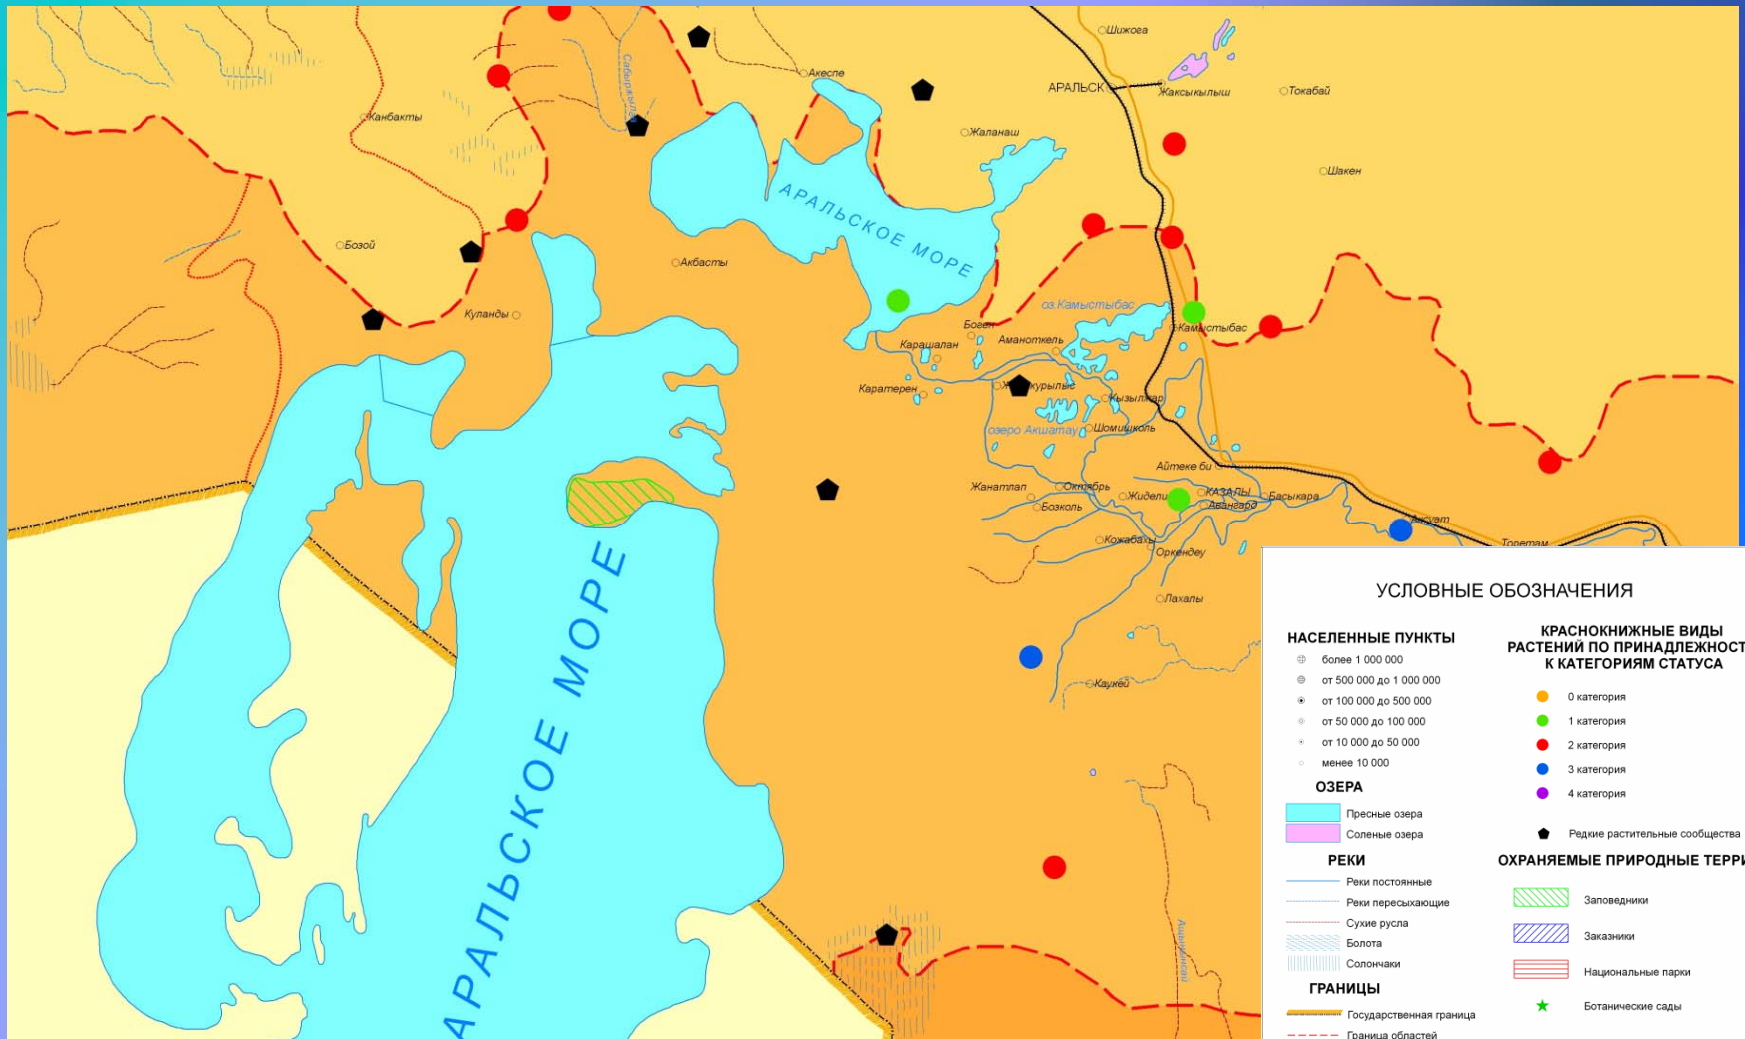 Шижога
Акеспе
Сабыржылга
АРАЛЬСК
Жаксыкылыш
Токабай
Канбакты
Жаланаш
Шакен
АРАЛЬСКОЕ МОРЕ
Бозой
Акбасты
Куланды
оз.Камыстыбас
Боген
Камыстыбас
Карашалан
Аманоткель
Каратерен
Кызылжар
озеро Акшатау
Шомишколь
Айтеке би
Жанатлап
Октябрь
Жидели
КАЗАЛЫ
Басыкара
Бозколь
Авангард
Акжат
Кожабахы
Оркендеу
Торетам
Лахалы
Каукей
АРАЛЬСКОЕ МОРЕ
УСЛОВНЫЕ ОБОЗНАЧЕНИЯ
НАСЕЛЕННЫЕ ПУНКТЫ
более 1 000 000
от 500 000 до 1 000 000
от 100 000 до 500 000
от 50 000 до 100 000
от 10 000 до 50 000
менее 10 000
ОЗЕРА
Пресные озера
Соленые озера
РЕКИ
Реки постоянные
Реки пересыхающие
Сухие русла
Болота
Солончаки
ГРАНИЦЫ
Государственная граница
Граница областей
КРАСНОКНИЖНЫЕ ВИДЫ
РАСТЕНИЙ ПО ПРИНАДЛЕЖНОСТ
К КАТЕГОРИЯМ СТАТУСА
0 категория
1 категория
2 категория
3 категория
4 категория
Редкие растительные сообщества
ОХРАНЯЕМЫЕ ПРИРОДНЫЕ ТЕРРИ
Заповедники
Заказники
Национальные парки
Ботанические сады